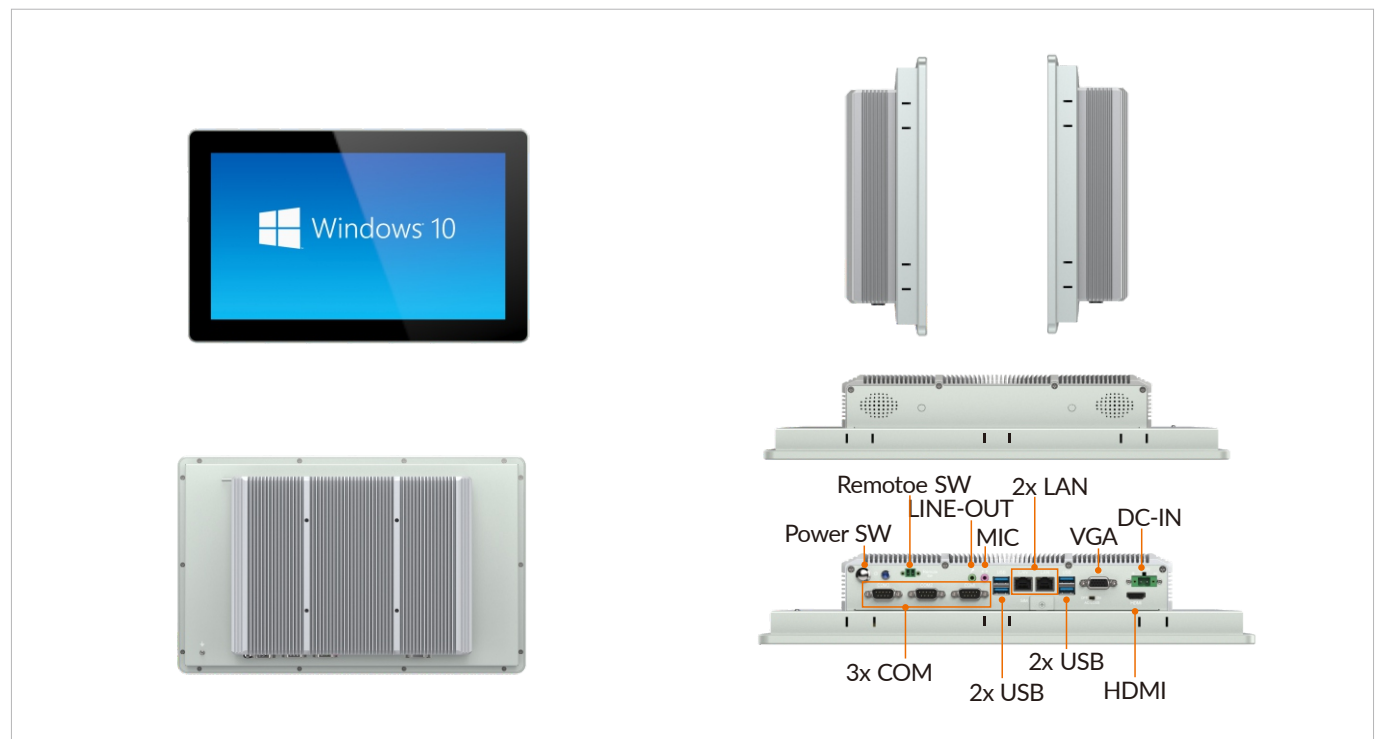 Windows 10
Remotoe SW
2x LAN
LINE-OUT
DC-IN
Power SW
MIC
VGA
3x COM
2x USB
2x USB
HDMI